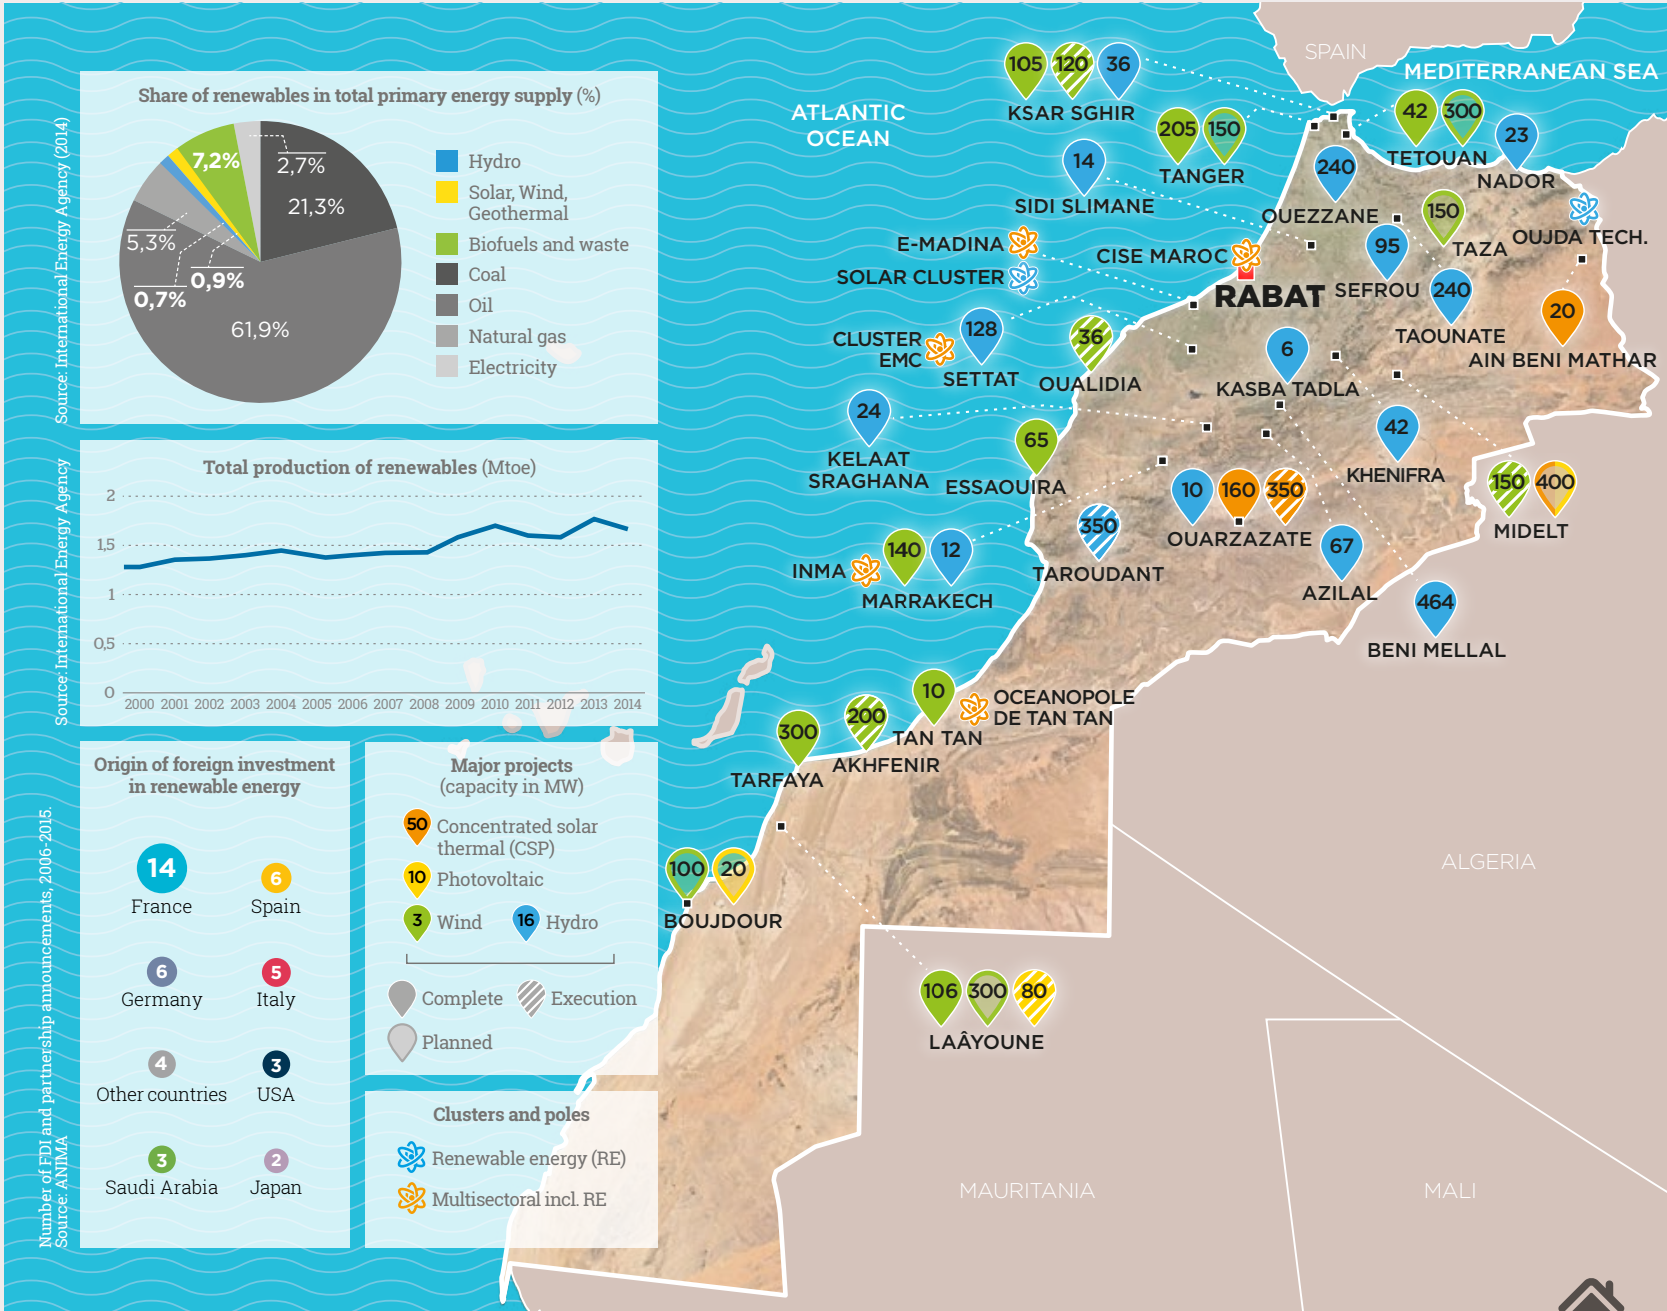 Share of renewables in total primary energy supply (%)
7,2%
2,7%
21,3%
5,3%
0,9%
0,7%
61,9%
Hydro
Solar, Wind,
Geothermal
Biofuels and waste
Coal
Oil
Natural gas
Electricity
Source: International Energy Agency (2014)
Total production of renewables (Mtoe)
2
1,5
1
0,5
0
2000 2001 2002 2003 2004 2005 2006 2007 2008 2009 2010 2011 2012 2013 2014
Source: International Energy Agency
Origin of foreign investment
in renewable energy
14
France
6
Spain
6
Germany
5
Italy
4
Other countries
3
USA
3
Saudi Arabia
2
Japan
Number of FDI and partnership announcements, 2006-2015.
Source: ANIMA
Major projects
(capacity in MW)
50
Concentrated solar
thermal (CSP)
10
Photovoltaic
3
Wind
16
Hydro
Complete
Execution
Planned
Clusters and poles
Renewable energy (RE)
Multisectoral incl. RE
ATLANTIC
OCEAN
SPAIN
MEDITERRANEAN SEA
105 120 36
KSAR SGHIR
205 150
TANGER
42 300
TETOUAN
23
NADOR
14
SIDI SLIMANE
240
OUEZZANE
150
TAZA
OUJDA TECH.
E-MADINA
SOLAR CLUSTER
CISE MAROC
RABAT
95
SEFROU
240
TAOUNATE
20
AIN BENI MATHAR
CLUSTER
EMC
128
SETTAT
36
OUALIDIA
6
KASBA TADLA
24
KELAAT
SRAGHANA
65
ESSAOUIRA
42
KHENIFRA
10 160 350
OUARZAZATE
150 400
MIDELT
350
TAROUDANT
67
AZILAL
INMA
140 12
MARRAKECH
464
BENI MELLAL
10
TAN TAN
OCEANOPOLE
DE TAN TAN
200
AKHFENIR
300
TARFAYA
100 20
BOUJDOUR
106 300 80
LAÂYOUNE
ALGERIA
MAURITANIA
MALI